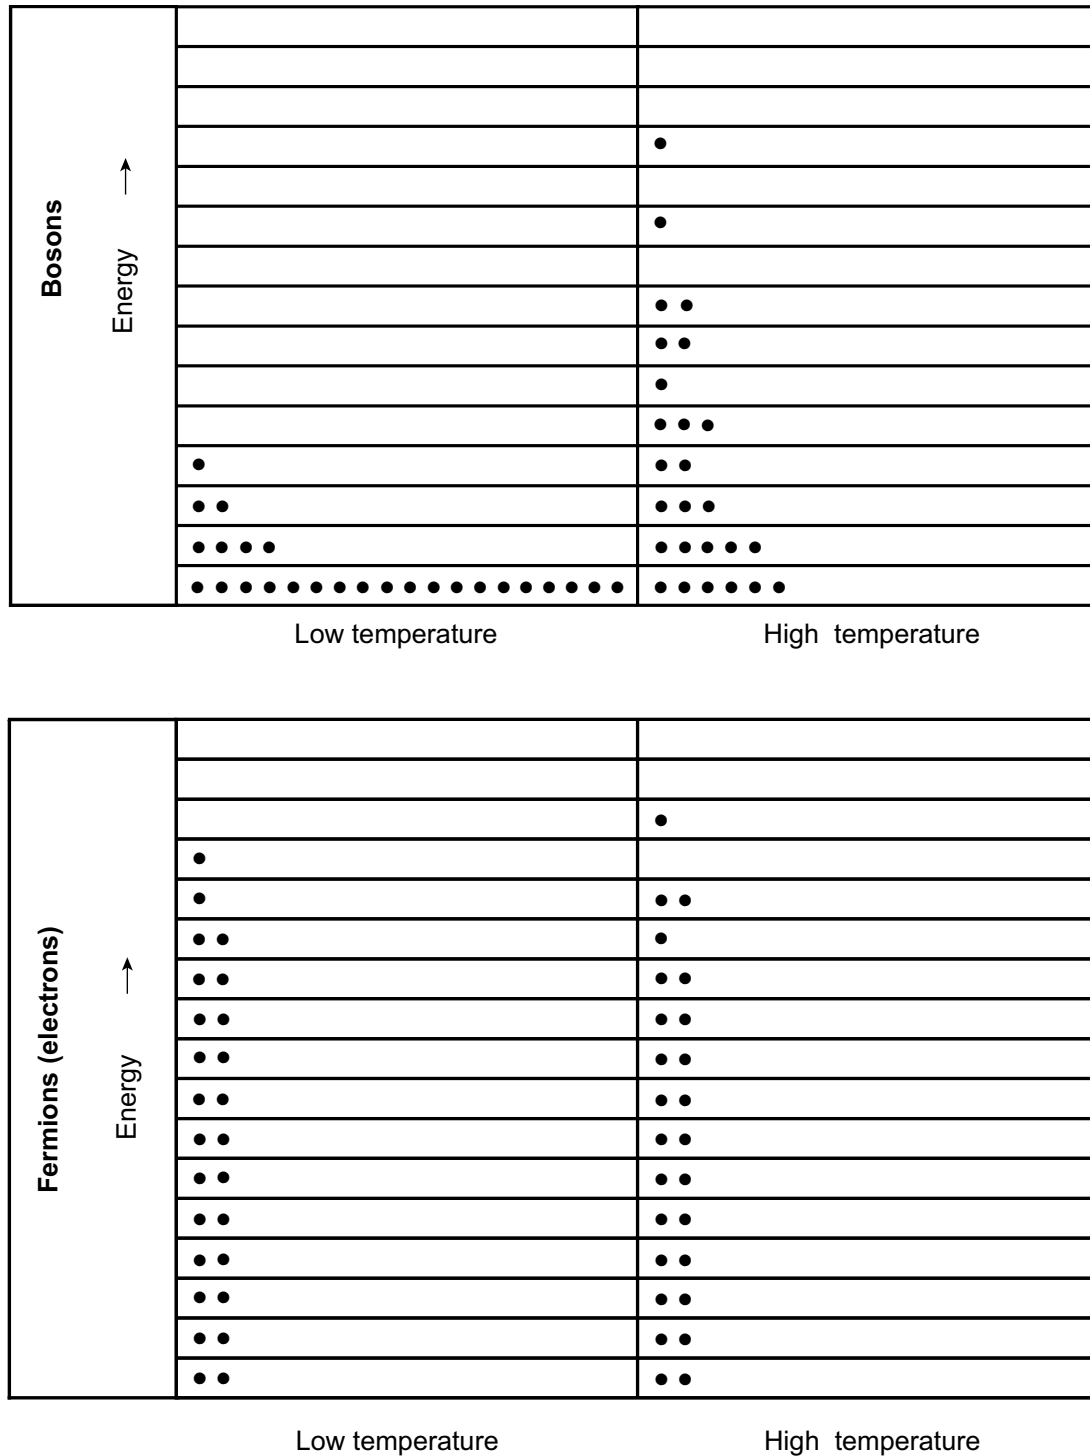 Bosons
Energy
Low temperature
High temperature
Fermions (electrons)
Energy
Low temperature
High temperature